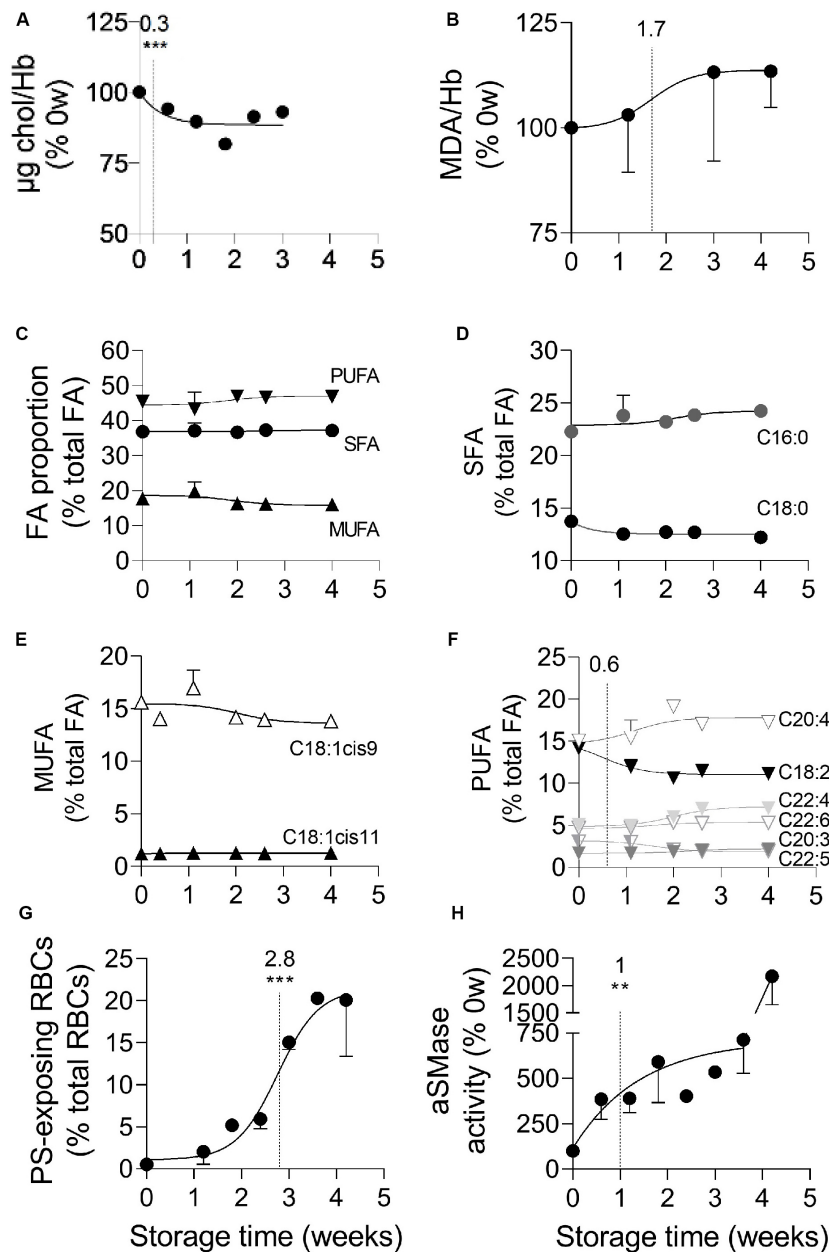 A
0.3
***
125
100
75
50
µg chol/Hb
(% 0w)
0 1 2 3 4 5
B
1.7
125
100
75
MDA/Hb
(% 0w)
0 1 2 3 4 5
C
60
50
40
30
20
10
0
FA proportion
(% total FA)
PUFA
SFA
MUFA
0 1 2 3 4 5
D
30
25
20
15
10
SFA
(% total FA)
C16:0
C18:0
0 1 2 3 4 5
E
20
15
10
5
0
MUFA
(% total FA)
C18:1cis9
C18:1cis11
0 1 2 3 4 5
F
0.6
25
20
15
10
5
0
PUFA
(% total FA)
C20:4
C18:2
C22:4
C22:6
C20:3
C22:5
0 1 2 3 4 5
G
2.8
***
25
20
15
10
5
0
PS-exposing RBCs
(% total RBCs)
0 1 2 3 4 5
Storage time (weeks)
H
1
**
2500
2000
1500
750
500
250
0
aSMase
activity (% 0w)
0 1 2 3 4 5
Storage time (weeks)